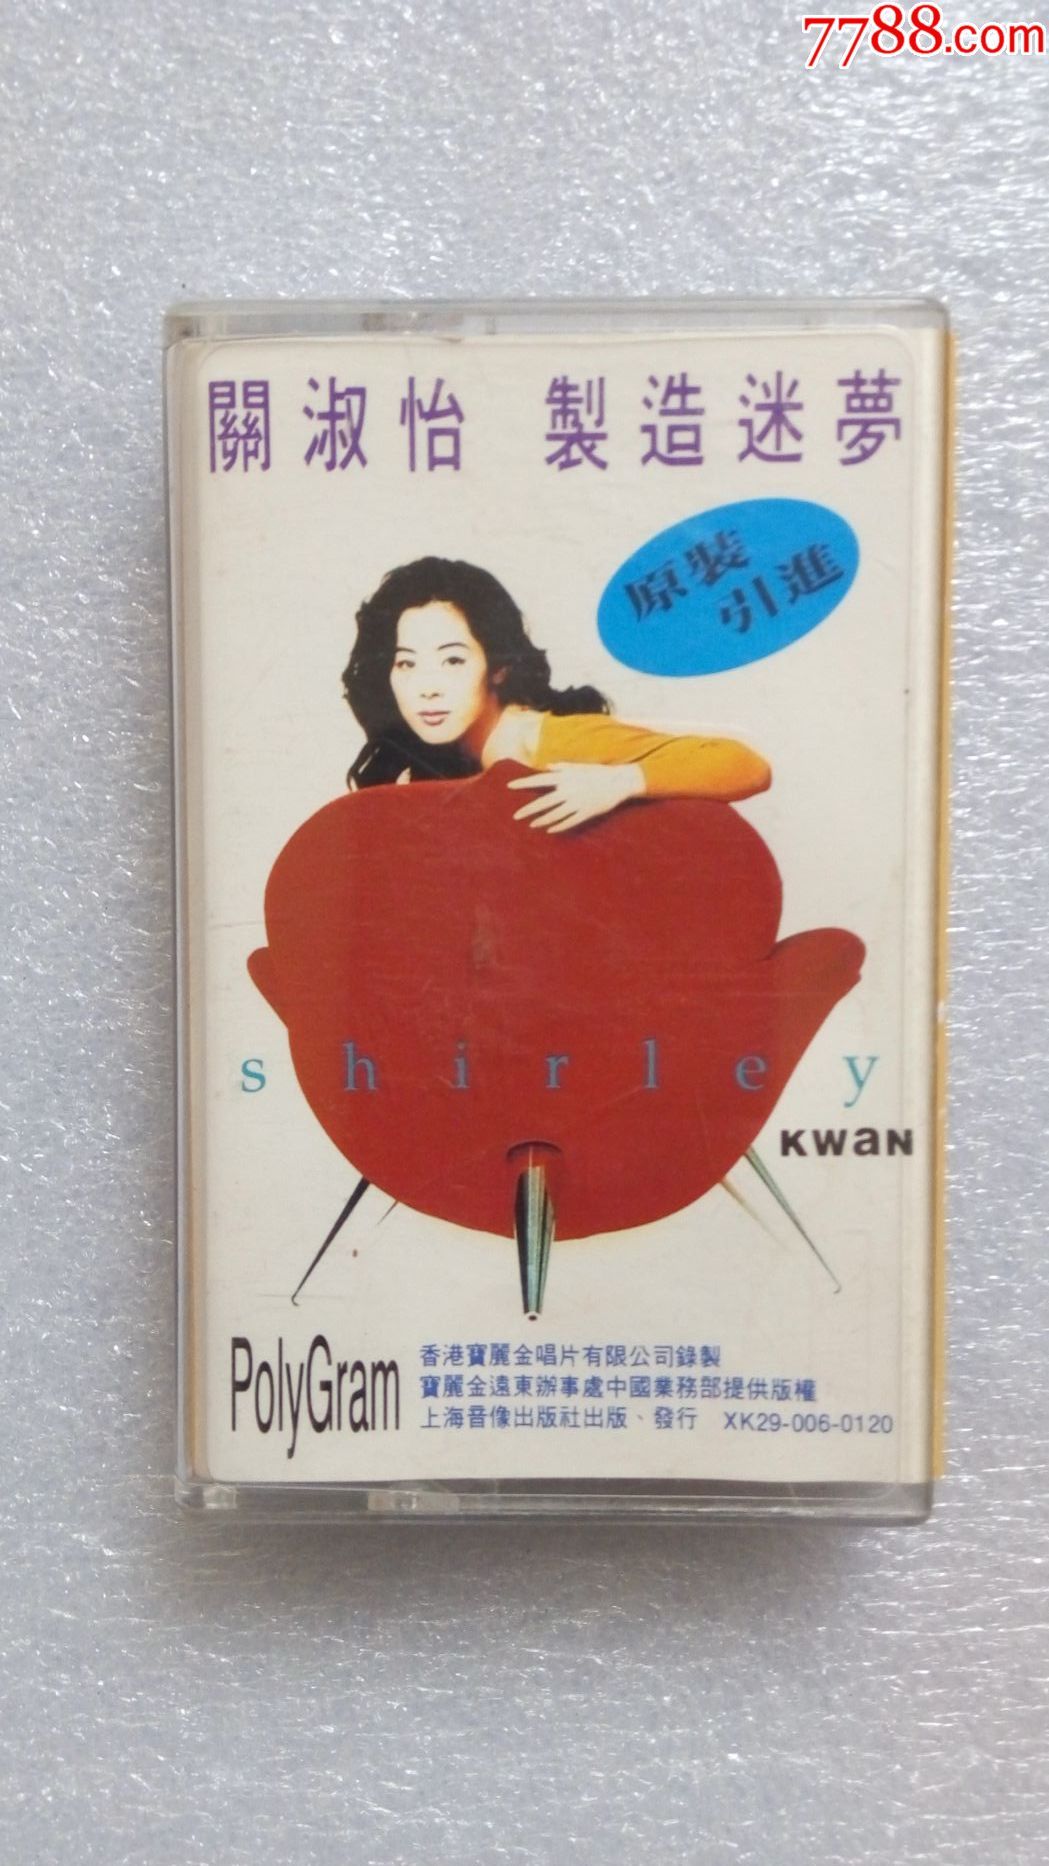 7788.com
關淑怡 製造迷夢
原裝
引進
shirley
KWaN
PolyGram
香港寶麗金唱片有限公司錄製
寶麗金遠東辦事處中國業務部提供版權
上海音像出版社出版、發行 XK29-006-0120